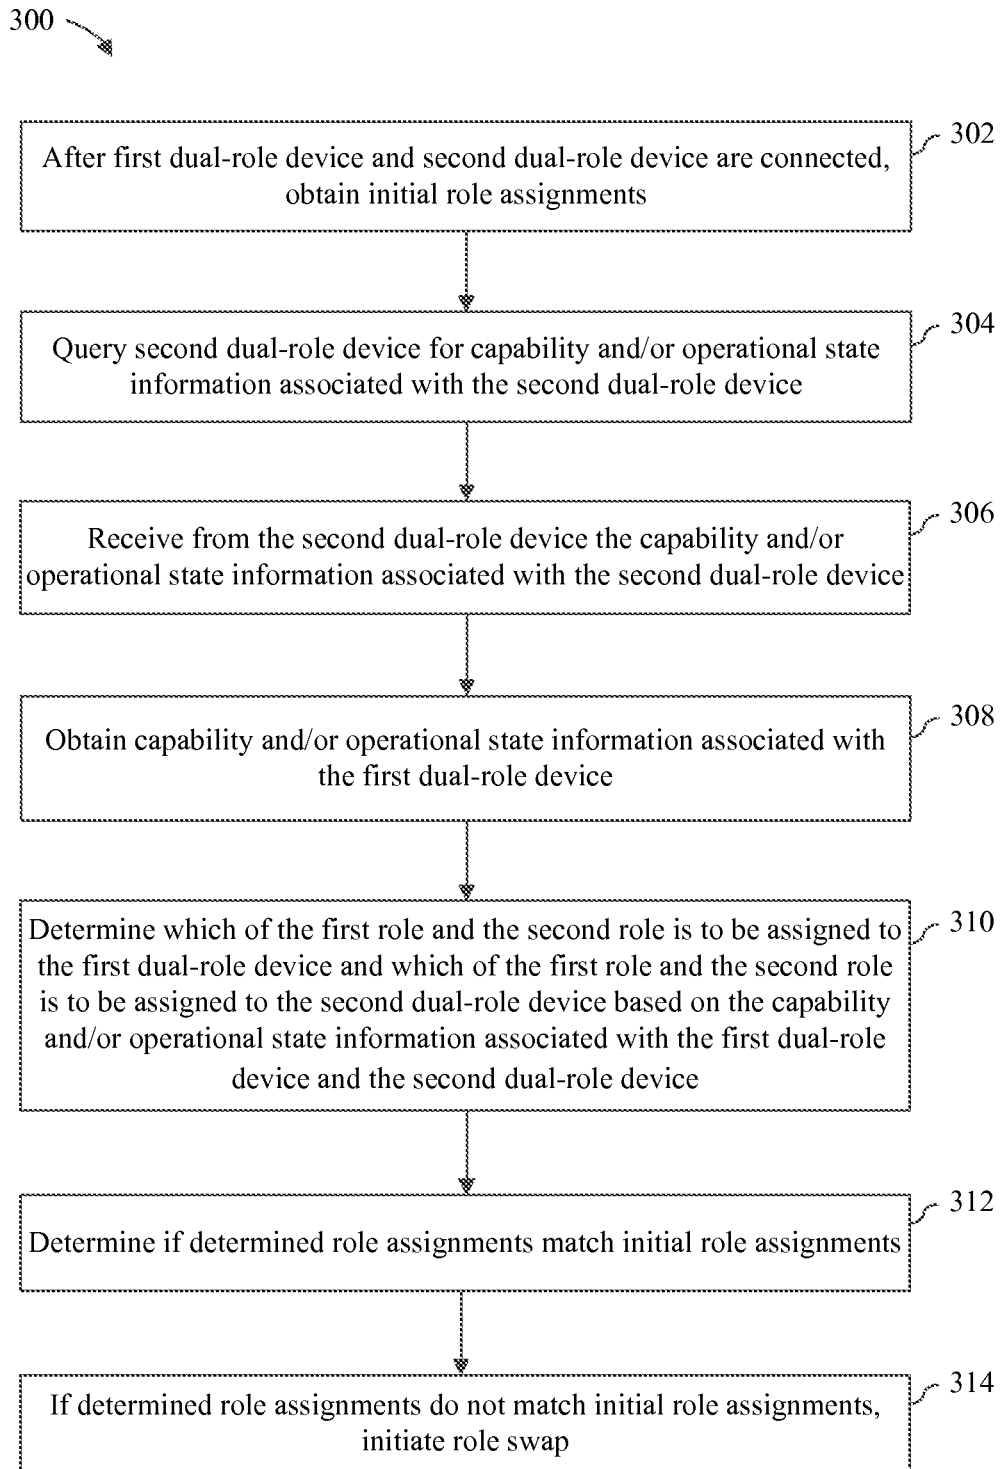 300
302
After first dual-role device and second dual-role device are connected,
obtain initial role assignments
304
Query second dual-role device for capability and/or operational state
information associated with the second dual-role device
306
Receive from the second dual-role device the capability and/or
operational state information associated with the second dual-role device
308
Obtain capability and/or operational state information associated with
the first dual-role device
310
Determine which of the first role and the second role is to be assigned to
the first dual-role device and which of the first role and the second role
is to be assigned to the second dual-role device based on the capability
and/or operational state information associated with the first dual-role
device and the second dual-role device
312
Determine if determined role assignments match initial role assignments
314
If determined role assignments do not match initial role assignments,
initiate role swap